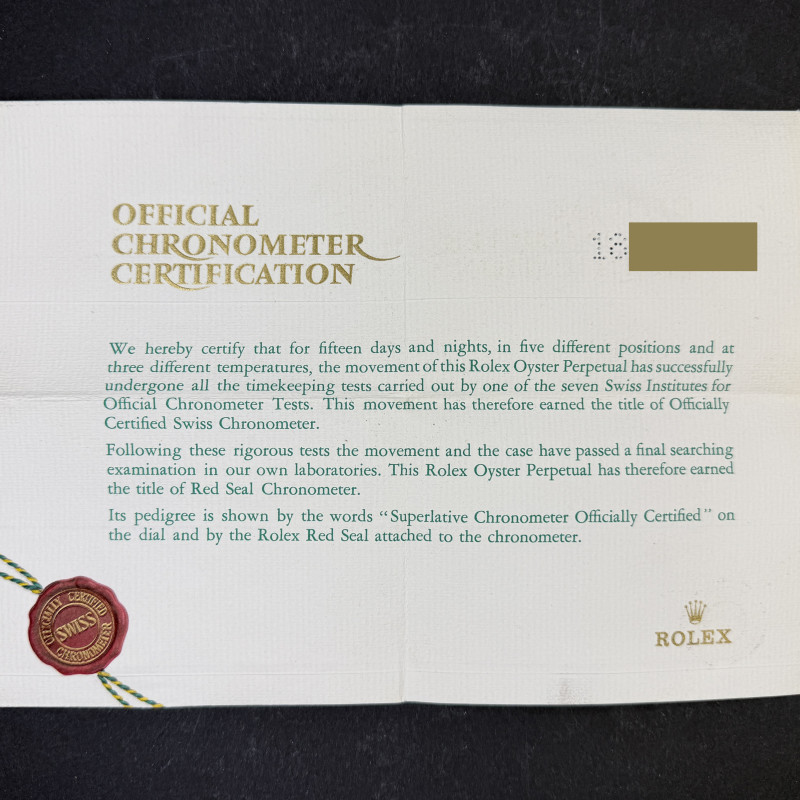 OFFICIAL
CHRONOMETER
CERTIFICATION
18
We hereby certify that for fifteen days and nights, in five different positions and at
three different temperatures, the movement of this Rolex Oyster Perpetual has successfully
undergone all the timekeeping tests carried out by one of the seven Swiss Institutes for
Official Chronometer Tests. This movement has therefore earned the title of Officially
Certified Swiss Chronometer.
Following these rigorous tests the movement and the case have passed a final searching
examination in our own laboratories. This Rolex Oyster Perpetual has therefore earned
the title of Red Seal Chronometer.
Its pedigree is shown by the words “Superlative Chronometer Officially Certified” on
the dial and by the Rolex Red Seal attached to the chronometer.
OFFICIALLY CERTIFIED
SWISS
CHRONOMETER
ROLEX